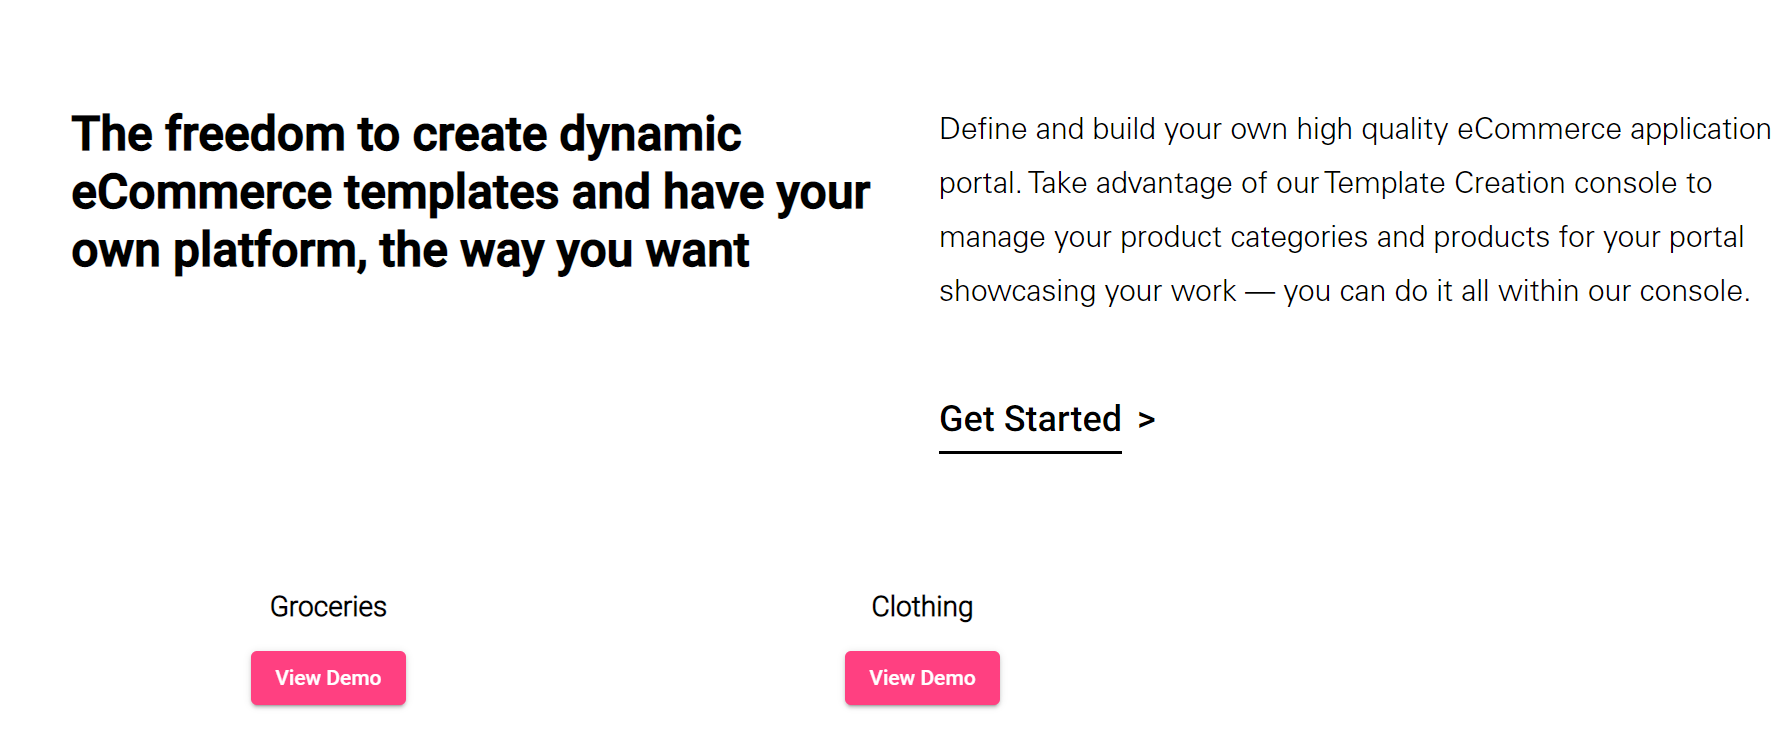 The freedom to create dynamic
eCommerce templates and have your
own platform, the way you want
Define and build your own high quality eCommerce application
portal. Take advantage of our Template Creation console to
manage your product categories and products for your portal
showcasing your work — you can do it all within our console.
Get Started >
Groceries
View Demo
Clothing
View Demo